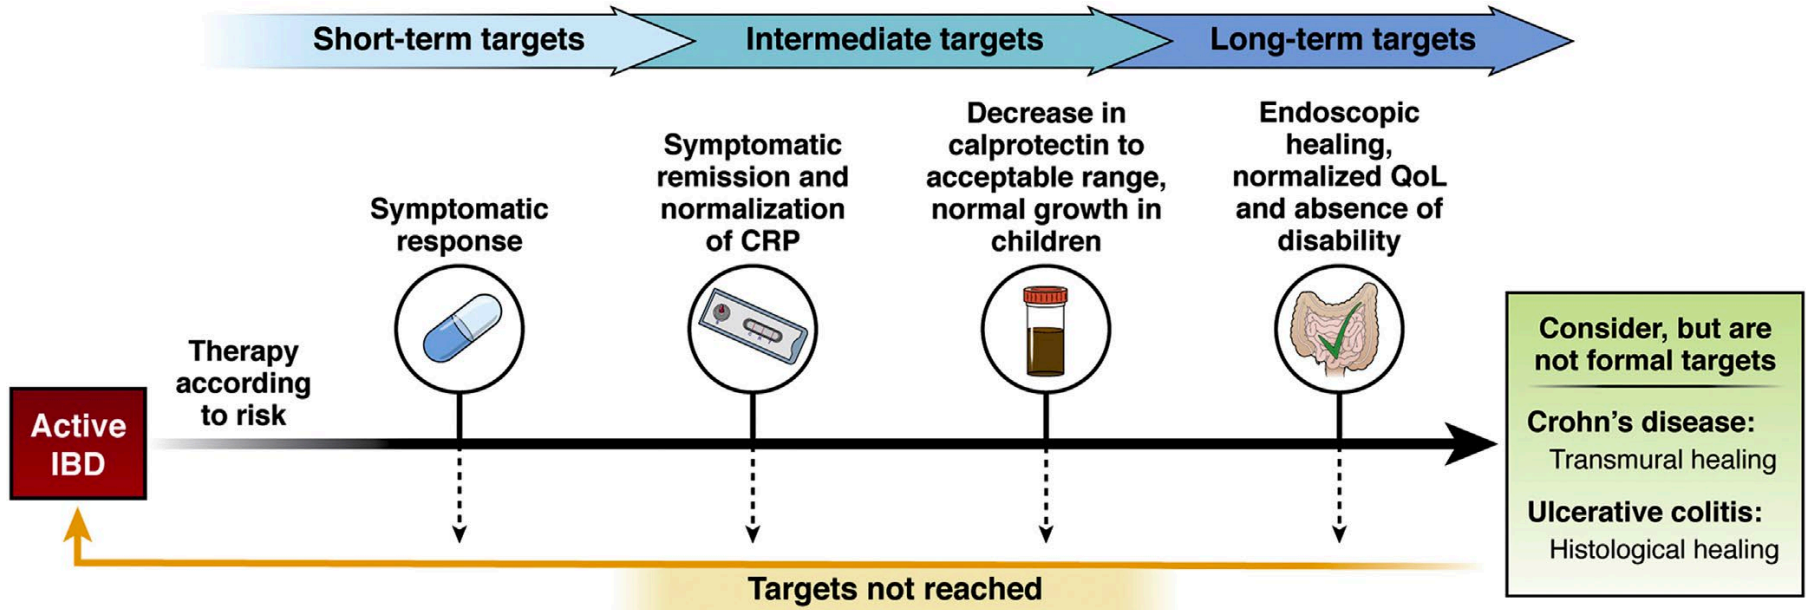 Short-term targets
Intermediate targets
Long-term targets
Symptomatic
response
Symptomatic
remission and
normalization
of CRP
Decrease in
calprotectin to
acceptable range,
normal growth in
children
Endoscopic
healing,
normalized QoL
and absence of
disability
Therapy
according
to risk
Active
IBD
Consider, but are
not formal targets
Crohn’s disease:
Transmural healing
Ulcerative colitis:
Histological healing
Targets not reached